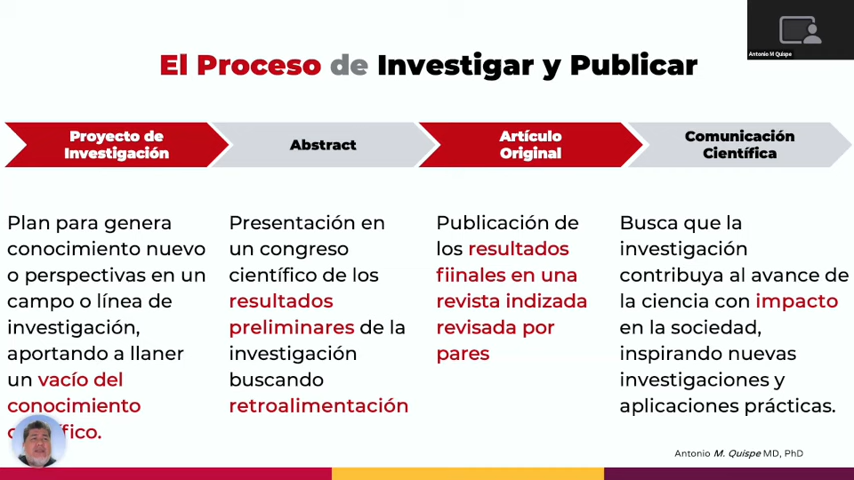 Antonio M Quispe
El Proceso de Investigar y Publicar
Proyecto de
Investigación
Abstract
Artículo
Original
Comunicación
Científica
Plan para genera
conocimiento nuevo
o perspectivas en un
campo o línea de
investigación,
aportando a llaner
un vacío del
conocimiento
Presentación en
un congreso
científico de los
resultados
preliminares de la
investigación
buscando
retroalimentación
Publicación de
los resultados
fiinales en una
revista indizada
revisada por
pares
Busca que la
investigación
contribuya al avance de
la ciencia con impacto
en la sociedad,
inspirando nuevas
investigaciones y
aplicaciones prácticas.
Antonio M. Quispe MD, PhD